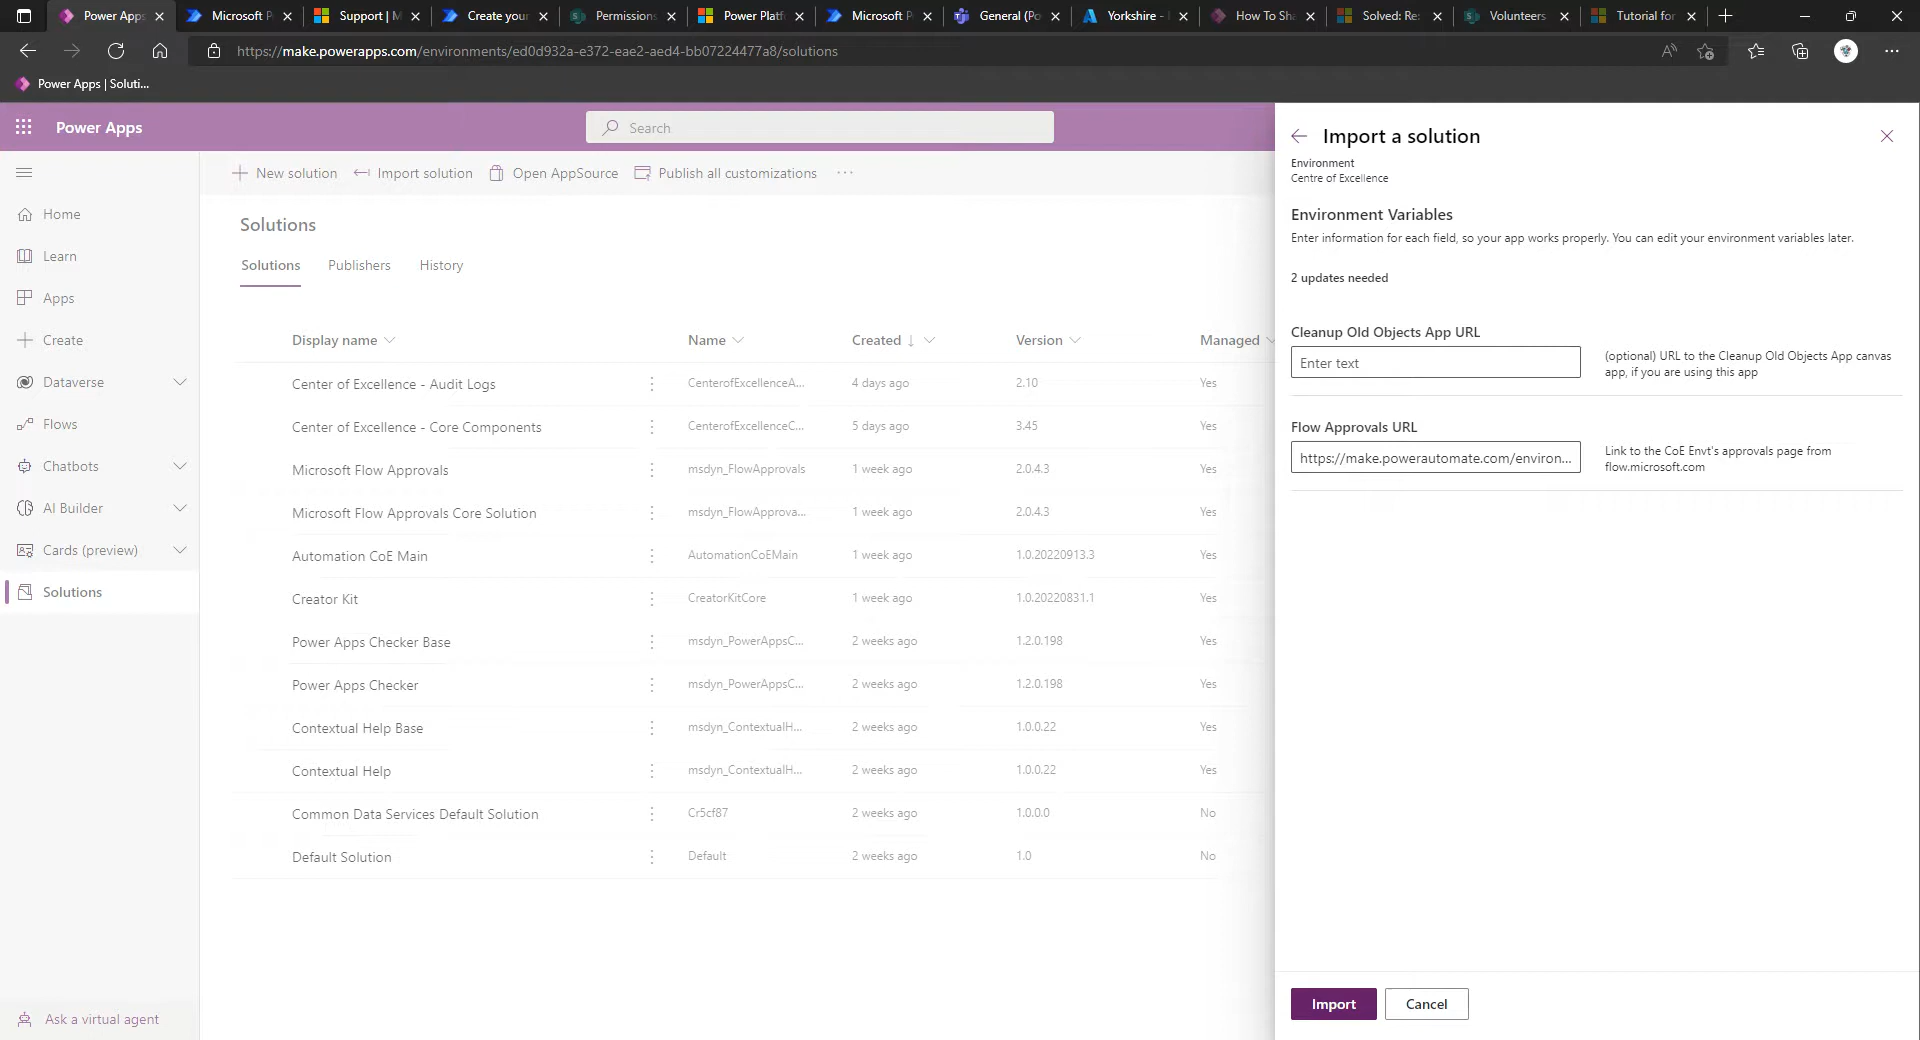 Power Apps
Microsoft P
Support | M
Create your
Permissions
Power Platf
Microsoft P
General (Po
Yorkshire -
How To Sha
Solved: Re:
Volunteers
Tutorial for
https://make.powerapps.com/environments/ed0d932a-e372-eae2-aed4-bb07224477a8/solutions
Power Apps | Soluti...
Power Apps
Search
Home
Learn
Apps
Create
Dataverse
Flows
Chatbots
AI Builder
Cards (preview)
Solutions
Ask a virtual agent
New solution Import solution Open AppSource Publish all customizations ...
Solutions
Solutions Publishers History
Display name Name Created ↓ Version Managed
Center of Excellence - Audit Logs CenterofExcellenceA... 4 days ago 2.10 Yes
Center of Excellence - Core Components CenterofExcellenceC... 5 days ago 3.45 Yes
Microsoft Flow Approvals msdyn_FlowApprovals 1 week ago 2.0.4.3 Yes
Microsoft Flow Approvals Core Solution msdyn_FlowApprova... 1 week ago 2.0.4.3 Yes
Automation CoE Main AutomationCoEMain 1 week ago 1.0.20220913.3 Yes
Creator Kit CreatorKitCore 1 week ago 1.0.20220831.1 Yes
Power Apps Checker Base msdyn_PowerAppsC... 2 weeks ago 1.2.0.198 Yes
Power Apps Checker msdyn_PowerAppsC... 2 weeks ago 1.2.0.198 Yes
Contextual Help Base msdyn_ContextualH... 2 weeks ago 1.0.0.22 Yes
Contextual Help msdyn_ContextualH... 2 weeks ago 1.0.0.22 Yes
Common Data Services Default Solution Cr5cf87 2 weeks ago 1.0.0.0 No
Default Solution Default 2 weeks ago 1.0 No
Import a solution
Environment
Centre of Excellence
Environment Variables
Enter information for each field, so your app works properly. You can edit your environment variables later.
2 updates needed
Cleanup Old Objects App URL
Enter text
(optional) URL to the Cleanup Old Objects App canvas
app, if you are using this app
Flow Approvals URL
https://make.powerautomate.com/environ...
Link to the CoE Envt's approvals page from
flow.microsoft.com
Import Cancel